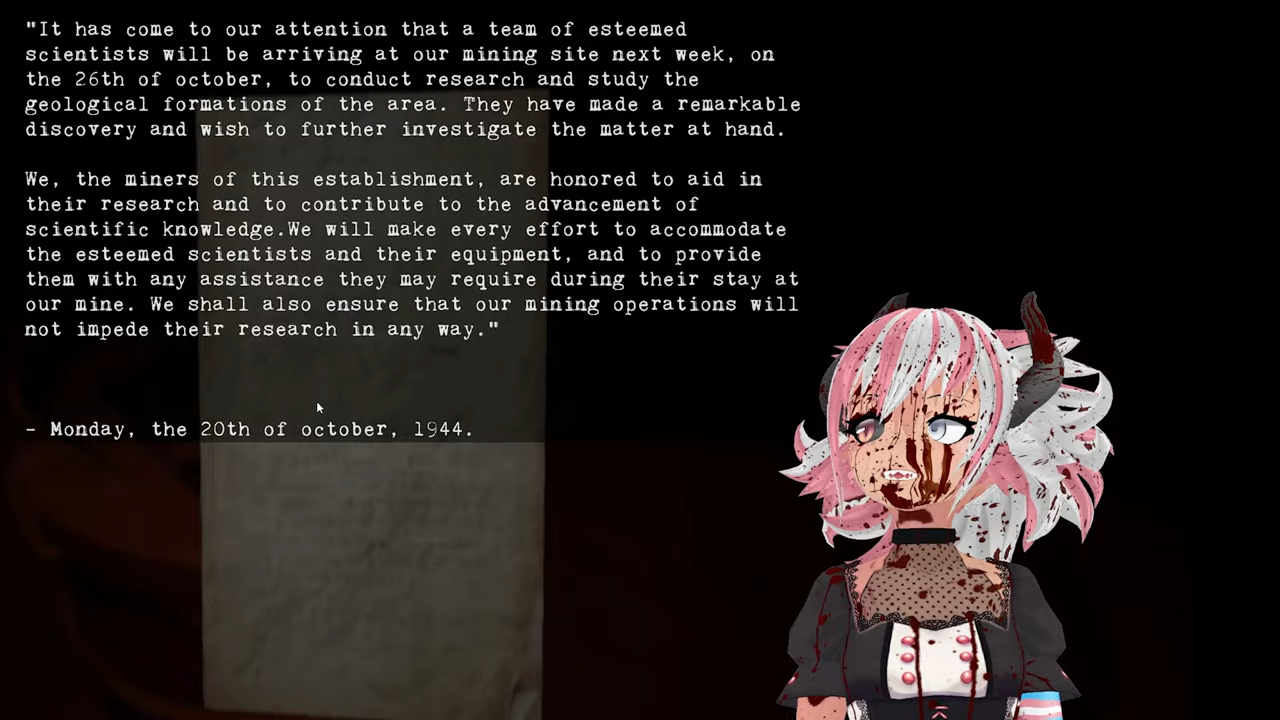 "It has come to our attention that a team of esteemed
scientists will be arriving at our mining site next week, on
the 26th of october, to conduct research and study the
geological formations of the area. They have made a remarkable
discovery and wish to further investigate the matter at hand.
We, the miners of this establishment, are honored to aid in
their research and to contribute to the advancement of
scientific knowledge.We will make every effort to accommodate
the esteemed scientists and their equipment, and to provide
them with any assistance they may require during their stay at
our mine. We shall also ensure that our mining operations will
not impede their research in any way."
- Monday, the 20th of october, 1944.